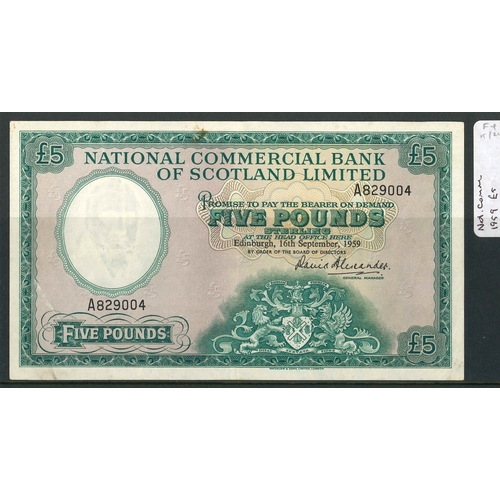 £5
£5
NATIONAL COMMERCIAL BANK
OF SCOTLAND LIMITED
A829004
PROMISE TO PAY THE BEARER ON DEMAND
FIVE POUNDS
STERLING
AT THE HEAD OFFICE HERE
Edinburgh, 16th September, 1959
BY ORDER OF THE BOARD OF DIRECTORS
David Alexander.
GENERAL MANAGER
A829004
FIVE POUNDS
£5
Nat. Comm
1959 £5